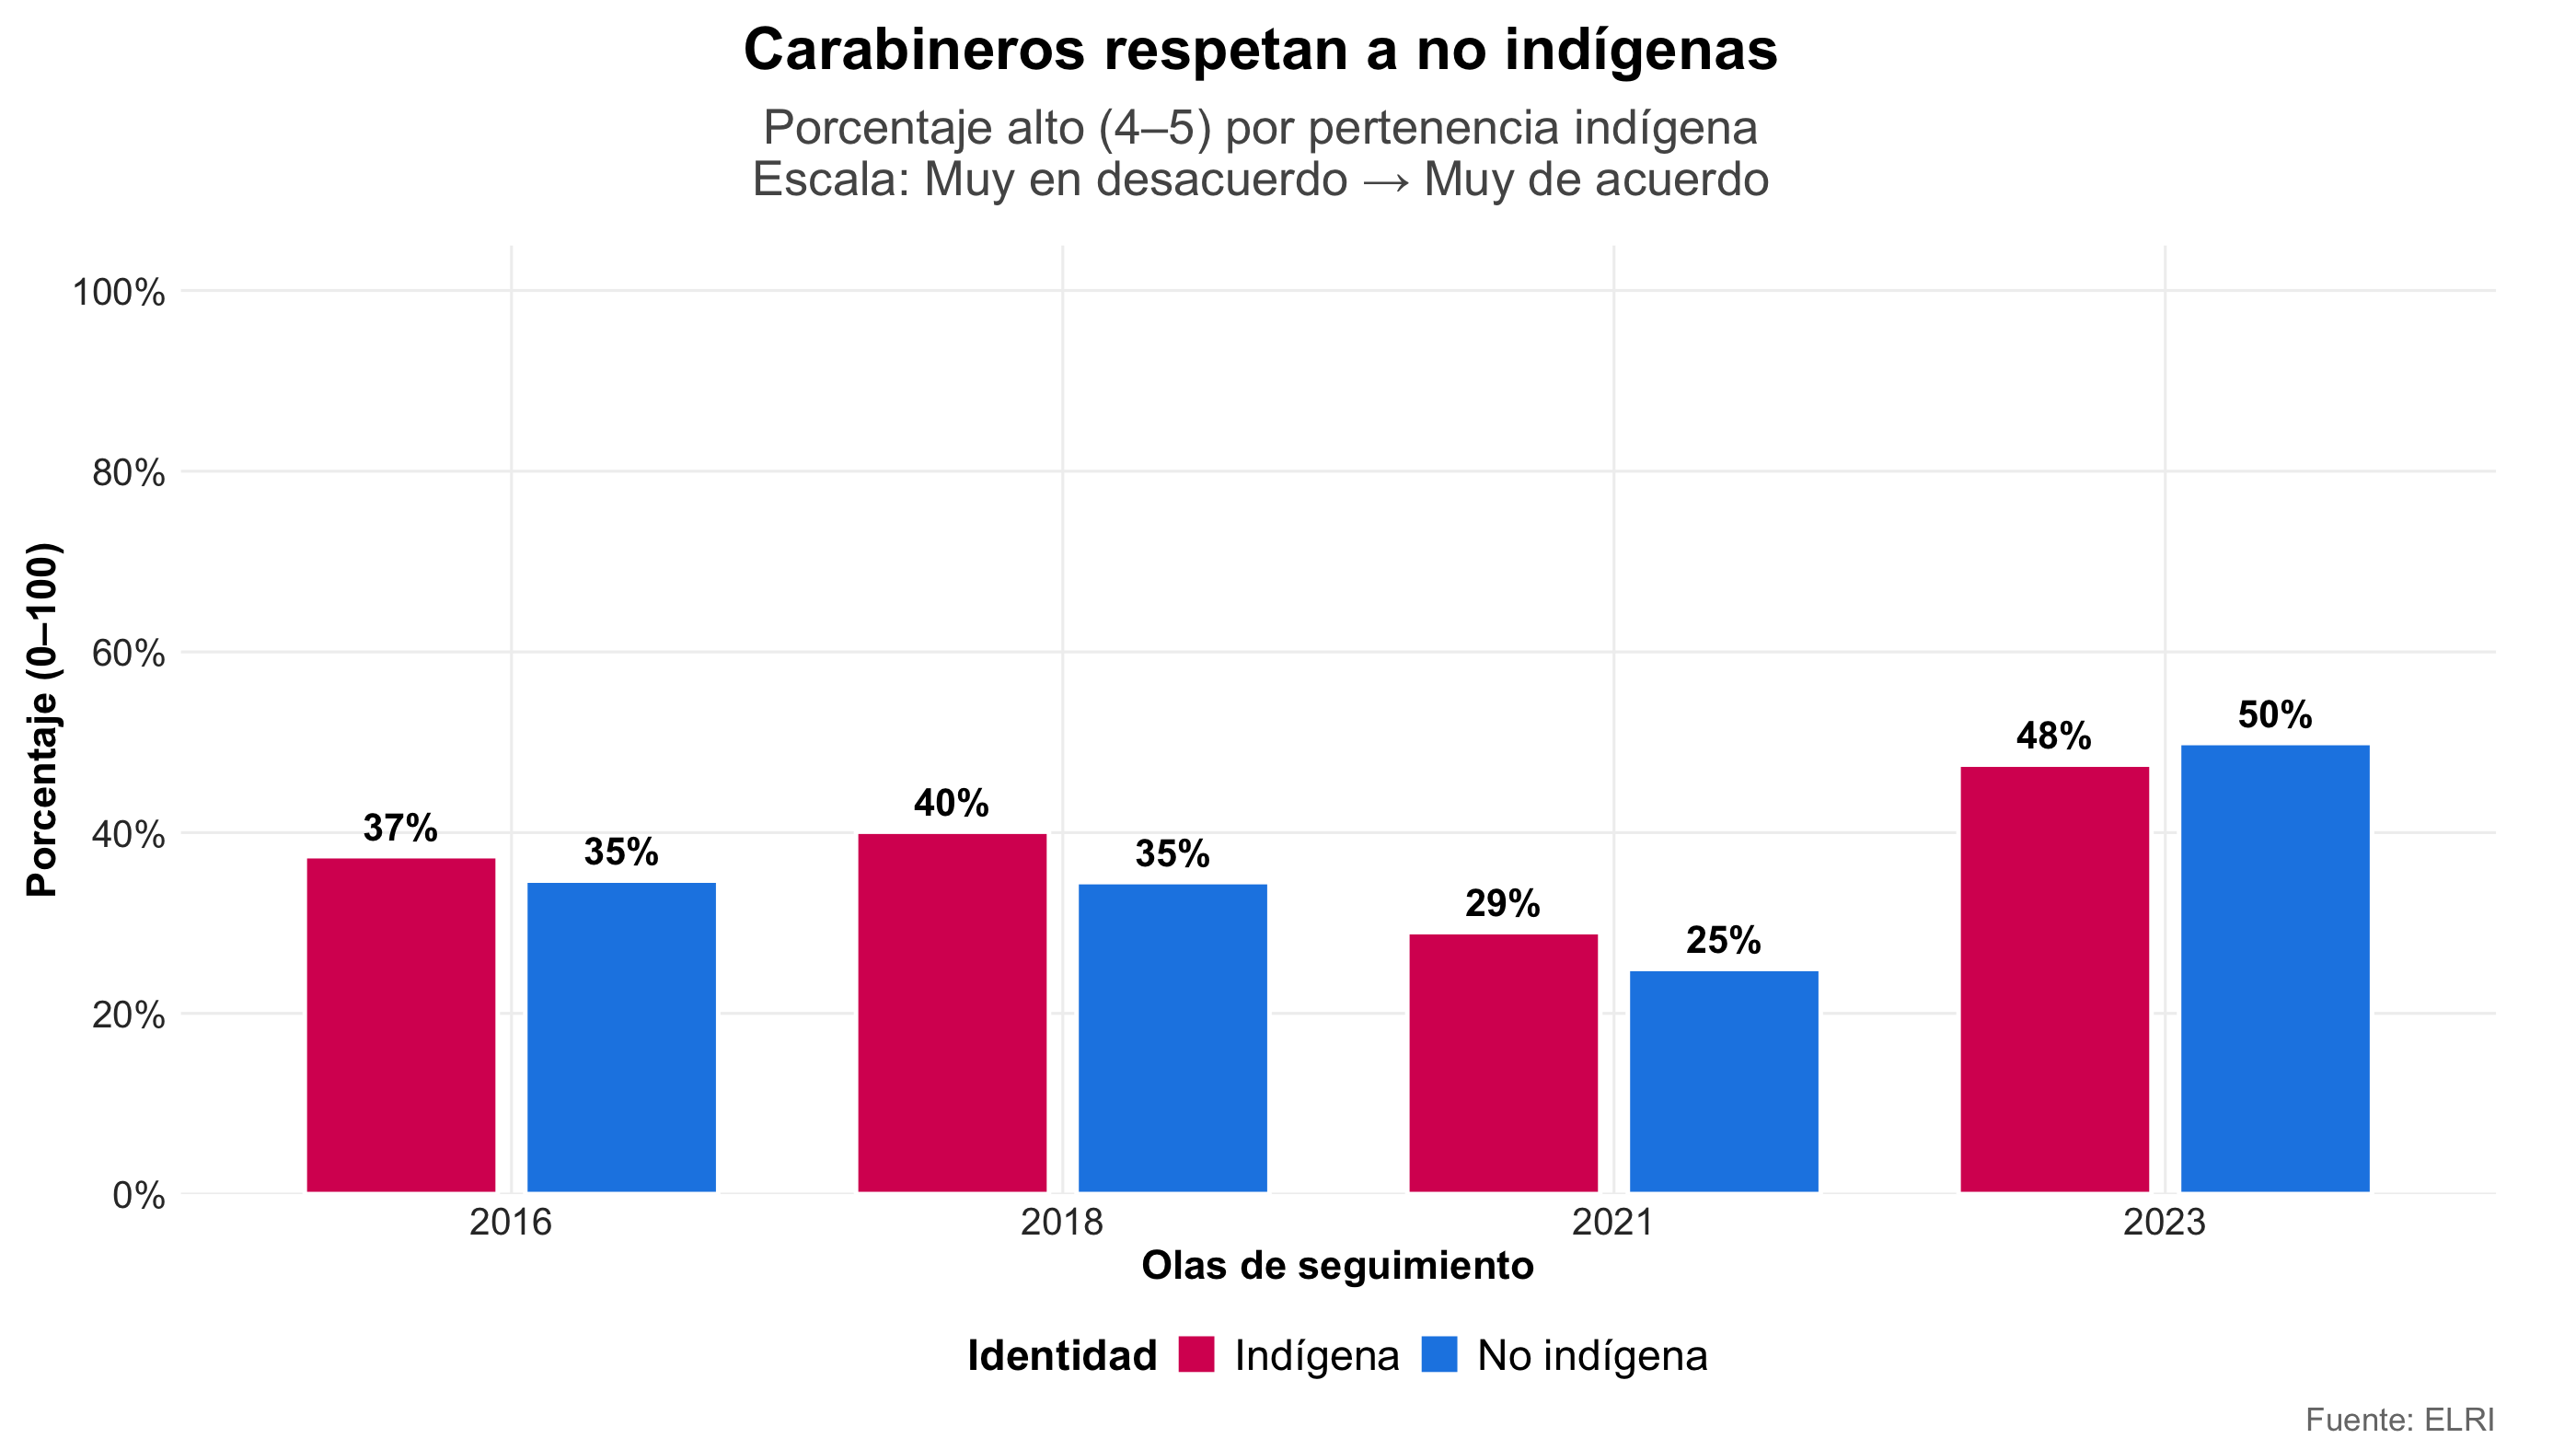 Carabineros respetan a no indígenas
Porcentaje alto (4–5) por pertenencia indígena
Escala: Muy en desacuerdo → Muy de acuerdo
Porcentaje (0–100)
100%
80%
60%
40%
20%
0%
37%
35%
40%
35%
29%
25%
48%
50%
2016
2018
2021
2023
Olas de seguimiento
Identidad Indígena No indígena
Fuente: ELRI